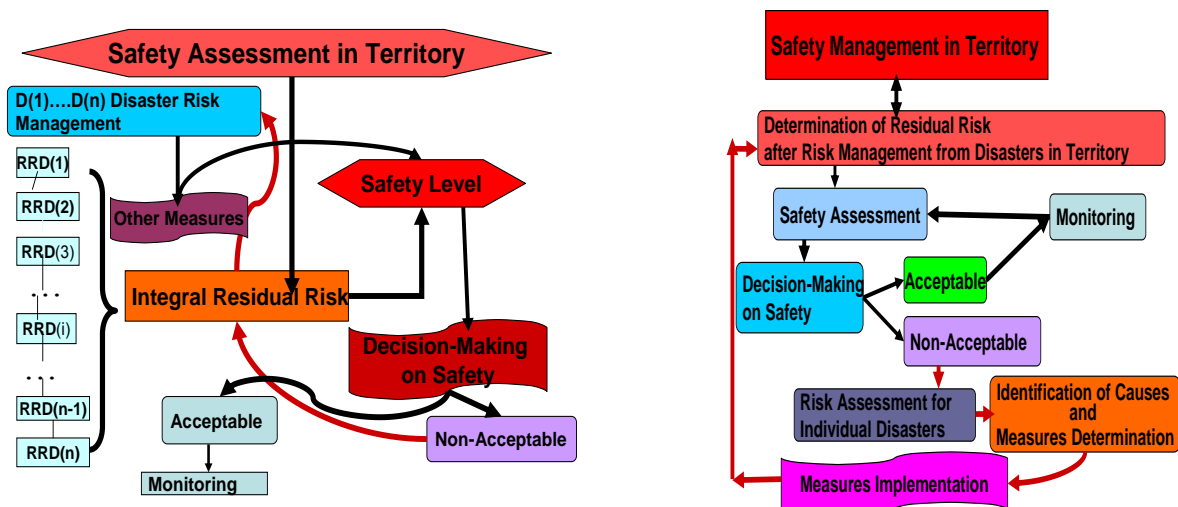 Safety Assessment in Territory
D(1)....D(n) Disaster Risk
Management
RRD(1)
RRD(2)
RRD(3)
...
RRD(i)
...
RRD(n-1)
RRD(n)
Other Measures
Safety Level
Integral Residual Risk
Decision-Making
on Safety
Acceptable
Non-Acceptable
Monitoring
Safety Management in Territory
Determination of Residual Risk
after Risk Management from Disasters in Territory
Safety Assessment
Monitoring
Decision-Making
on Safety
Acceptable
Non-Acceptable
Risk Assessment for
Individual Disasters
Identification of Causes
and
Measures Determination
Measures Implementation